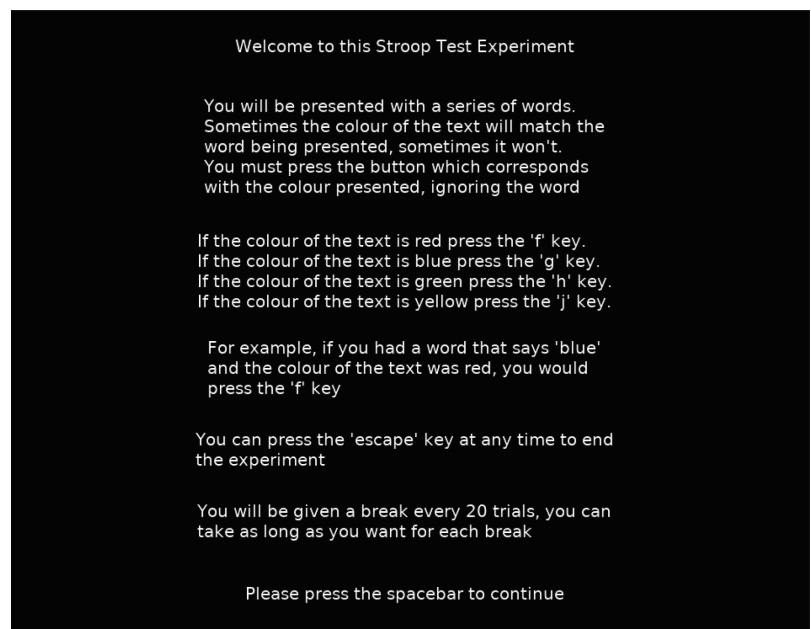 Welcome to this Stroop Test Experiment
You will be presented with a series of words.
Sometimes the colour of the text will match the
word being presented, sometimes it won't.
You must press the button which corresponds
with the colour presented, ignoring the word
If the colour of the text is red press the 'f' key.
If the colour of the text is blue press the 'g' key.
If the colour of the text is green press the 'h' key.
If the colour of the text is yellow press the 'j' key.
For example, if you had a word that says 'blue'
and the colour of the text was red, you would
press the 'f' key
You can press the 'escape' key at any time to end
the experiment
You will be given a break every 20 trials, you can
take as long as you want for each break
Please press the spacebar to continue